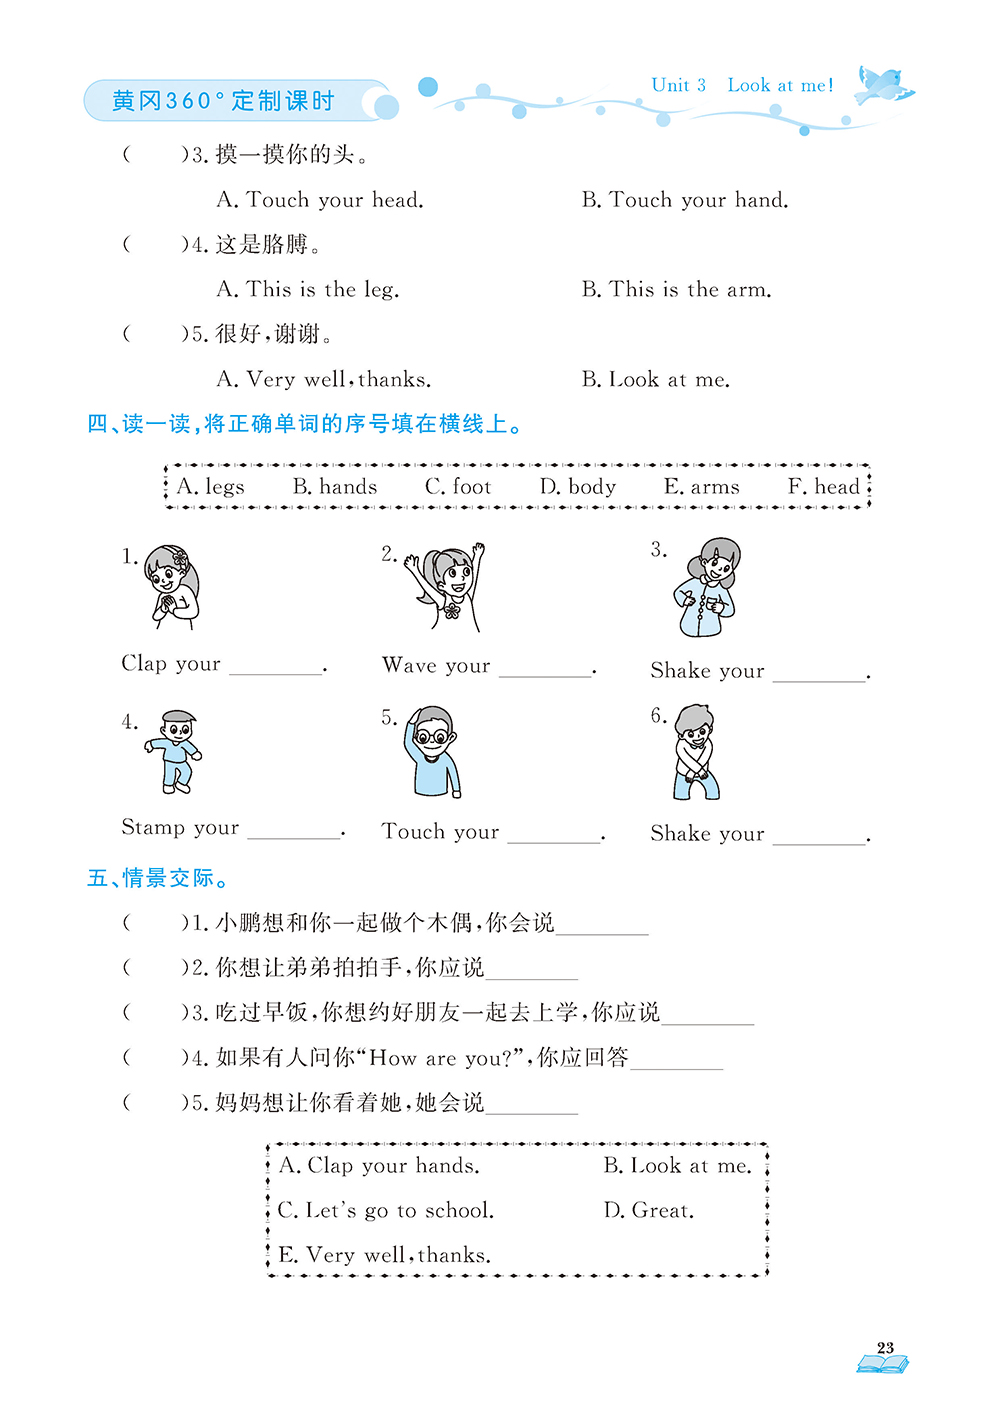 黄冈360°定制课时
Unit 3 Look at me!
( )3. 摸一摸你的头。
A. Touch your head. B. Touch your hand.
( )4. 这是胳膊。
A. This is the leg. B. This is the arm.
( )5. 很好,谢谢。
A. Very well, thanks. B. Look at me.
四、读一读,将正确单词的序号填在横线上。
A. legs B. hands C. foot D. body E. arms F. head
1. 2. 3.
Clap your ________. Wave your ________. Shake your ________.
4. 5. 6.
Stamp your ________. Touch your ________. Shake your ________.
五、情景交际。
( )1. 小鹏想和你一起做个木偶,你会说________
( )2. 你想让弟弟拍拍手,你应说________
( )3. 吃过早饭,你想约好朋友一起去上学,你应说________
( )4. 如果有人问你“How are you?”,你应回答________
( )5. 妈妈想让你看着她,她会说________
A. Clap your hands. B. Look at me.
C. Let's go to school. D. Great.
E. Very well, thanks.
23